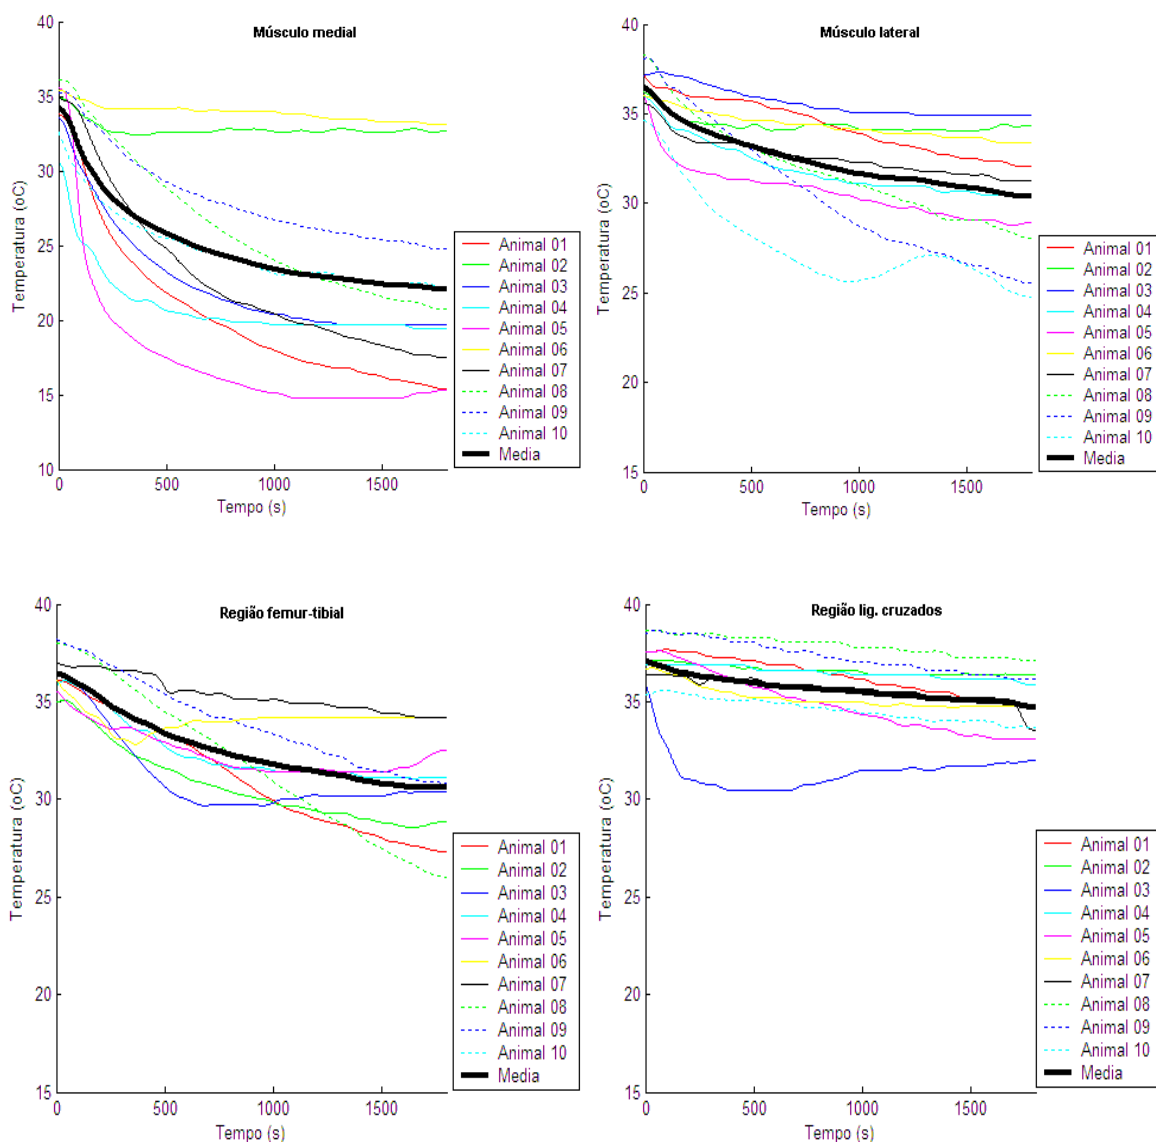 Músculo medial
40
35
30
25
20
15
10
0 500 1000 1500
Temperatura (oC)
Tempo (s)
Animal 01
Animal 02
Animal 03
Animal 04
Animal 05
Animal 06
Animal 07
Animal 08
Animal 09
Animal 10
Media
Músculo lateral
40
35
30
25
20
15
0 500 1000 1500
Temperatura (oC)
Tempo (s)
Animal 01
Animal 02
Animal 03
Animal 04
Animal 05
Animal 06
Animal 07
Animal 08
Animal 09
Animal 10
Media
Região femur-tibial
40
35
30
25
20
15
0 500 1000 1500
Temperatura (oC)
Tempo (s)
Animal 01
Animal 02
Animal 03
Animal 04
Animal 05
Animal 06
Animal 07
Animal 08
Animal 09
Animal 10
Media
Região lig. cruzados
40
35
30
25
20
15
0 500 1000 1500
Temperatura (oC)
Tempo (s)
Animal 01
Animal 02
Animal 03
Animal 04
Animal 05
Animal 06
Animal 07
Animal 08
Animal 09
Animal 10
Media